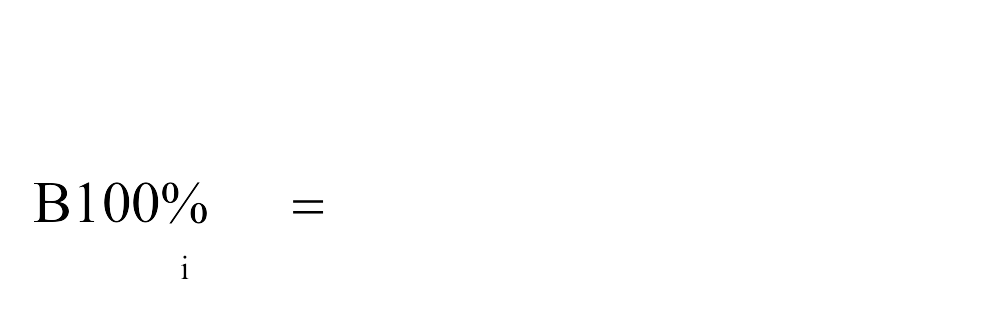 B100% =
i